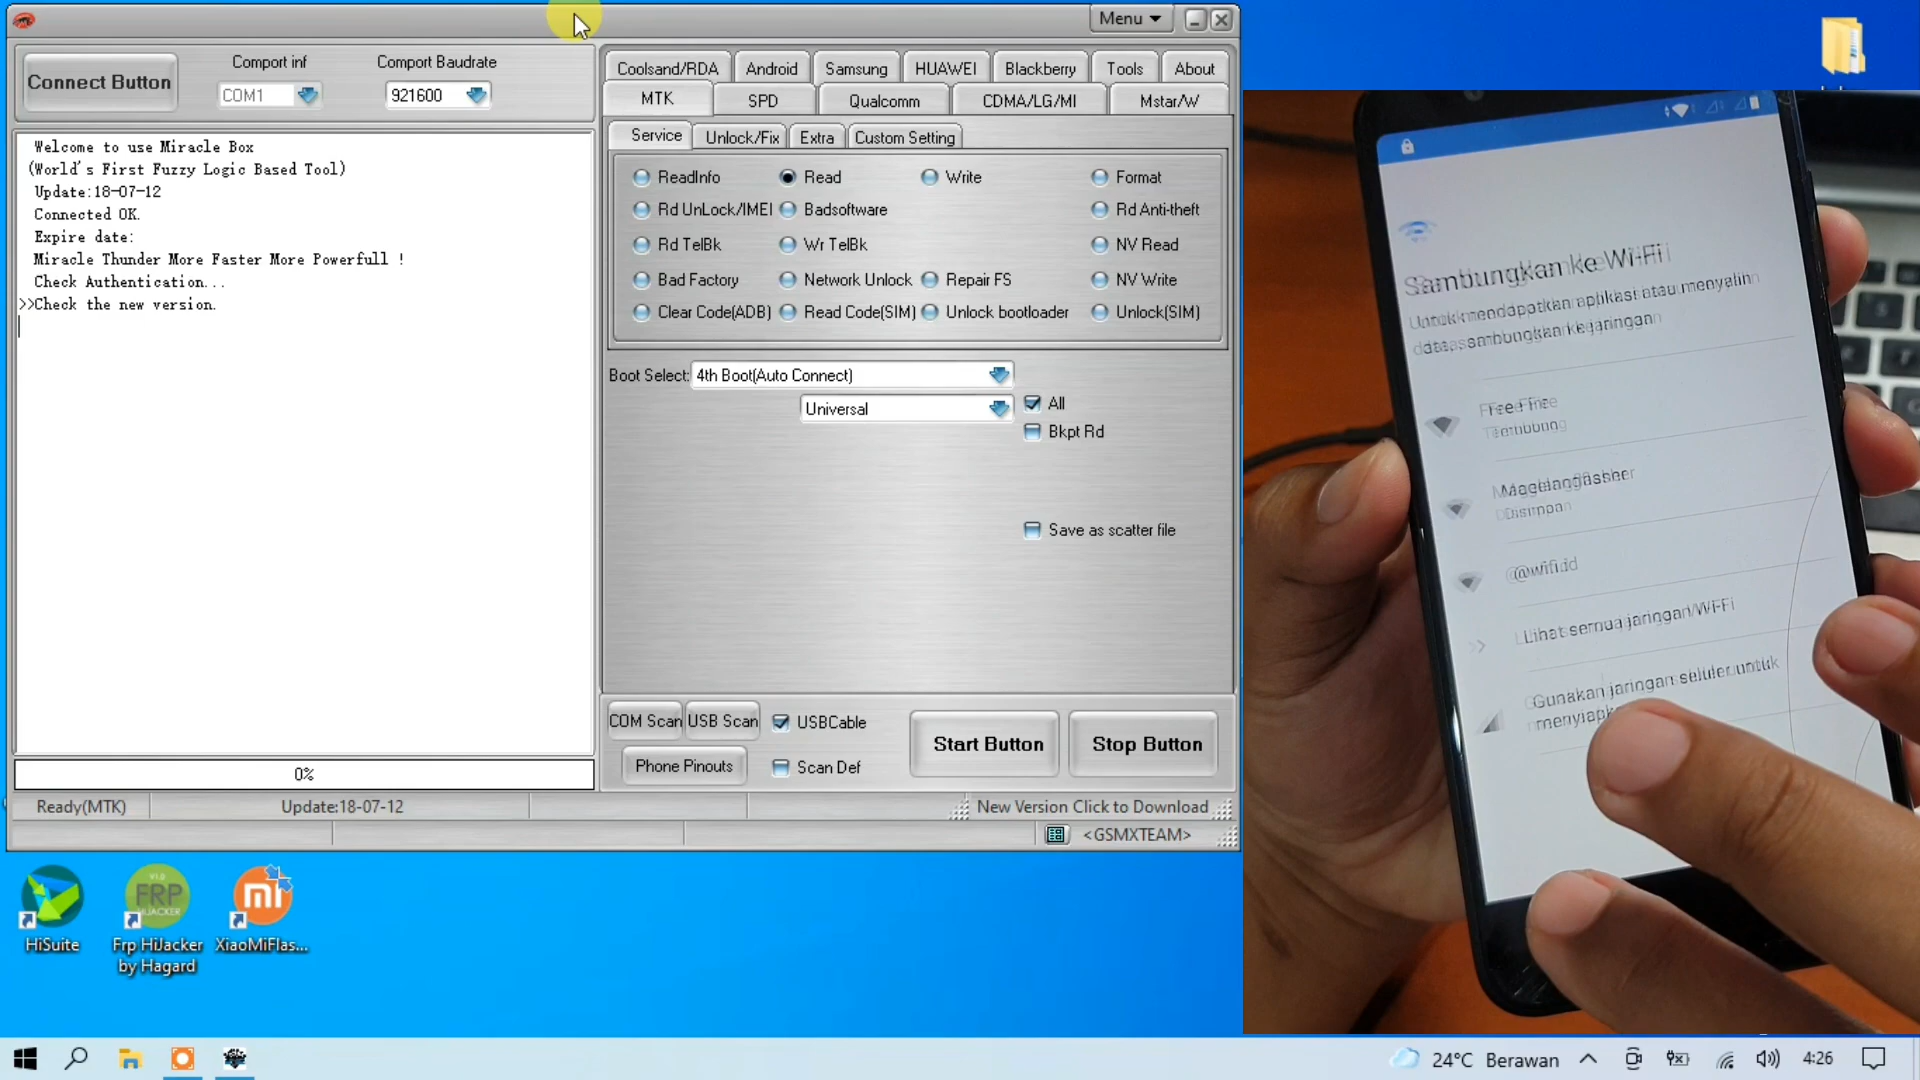 Menu
Connect Button
Comport inf
Comport Baudrate
COM1
921600
Coolsand/RDA
Android
Samsung
HUAWEI
Blackberry
Tools
About
MTK
SPD
Qualcomm
CDMA/LG/MI
Mstar/W
Service
Unlock/Fix
Extra
Custom Setting
Welcome to use Miracle Box
(World's First Fuzzy Logic Based Tool)
Update:18-07-12
Connected OK.
Expire date:
Miracle Thunder More Faster More Powerfull !
Check Authentication...
>>Check the new version.
ReadInfo
Read
Write
Format
Rd UnLock/IMEI
Badsoftware
Rd Anti-theft
Rd TelBk
Wr TelBk
NV Read
Bad Factory
Network Unlock
Repair FS
NV Write
Clear Code(ADB)
Read Code(SIM)
Unlock bootloader
Unlock(SIM)
Boot Select:
4th Boot(Auto Connect)
Universal
All
Bkpt Rd
Save as scatter file
COM Scan
USB Scan
USBCable
Start Button
Stop Button
Phone Pinouts
Scan Def
0%
Ready(MTK)
Update:18-07-12
New Version Click to Download
<GSMXTEAM>
Sambungkan ke Wi-Fi
Untuk mendapatkan aplikasi atau menyalin
data, sambungkan ke jaringan
Free Fire
@wifi.id
Lihat semua jaringan Wi-Fi
Gunakan jaringan seluler untuk
V1.0
FRP
HIJACKER
HiSuite
Frp HiJacker
by Hagard
XiaoMiFlas...
24°C Berawan
4:26